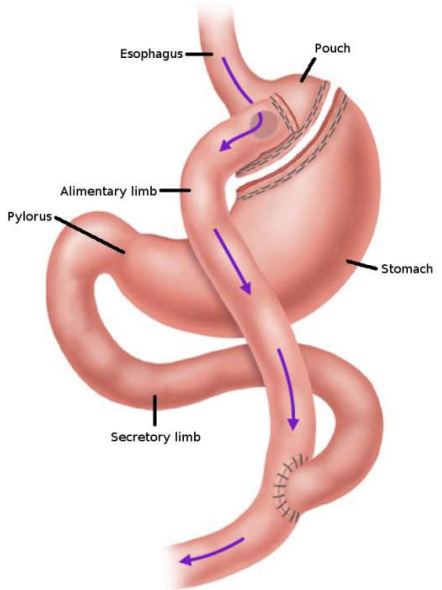 Pouch
Esophagus
Alimentary limb
Pylorus
Stomach
Secretory limb